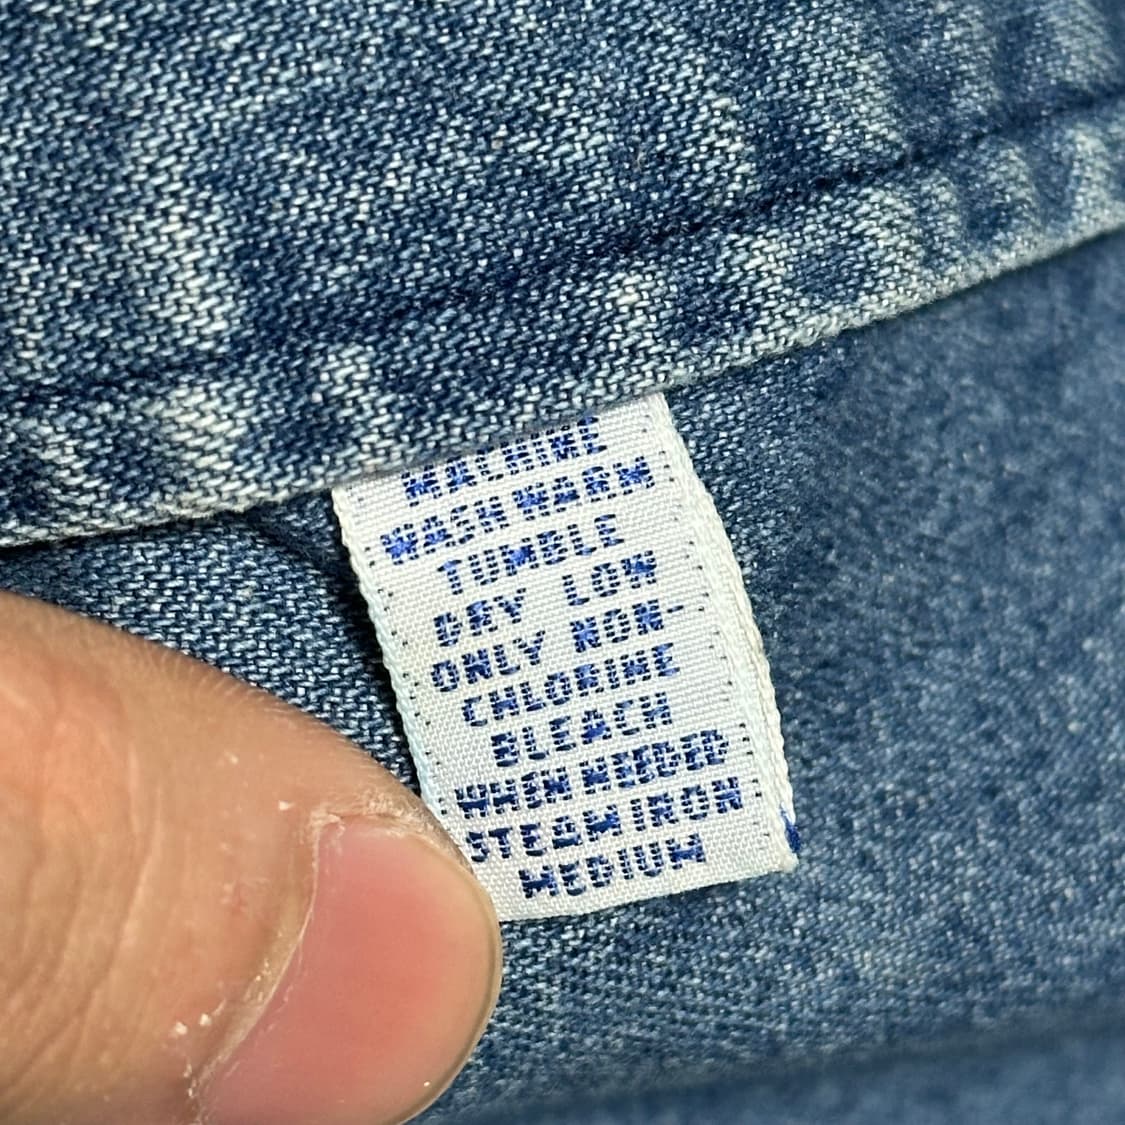 MACHINE
WASH WARM
TUMBLE
DRY LOW
ONLY NON-
CHLORINE
BLEACH
WHEN NEEDED
STEAM IRON
MEDIUM